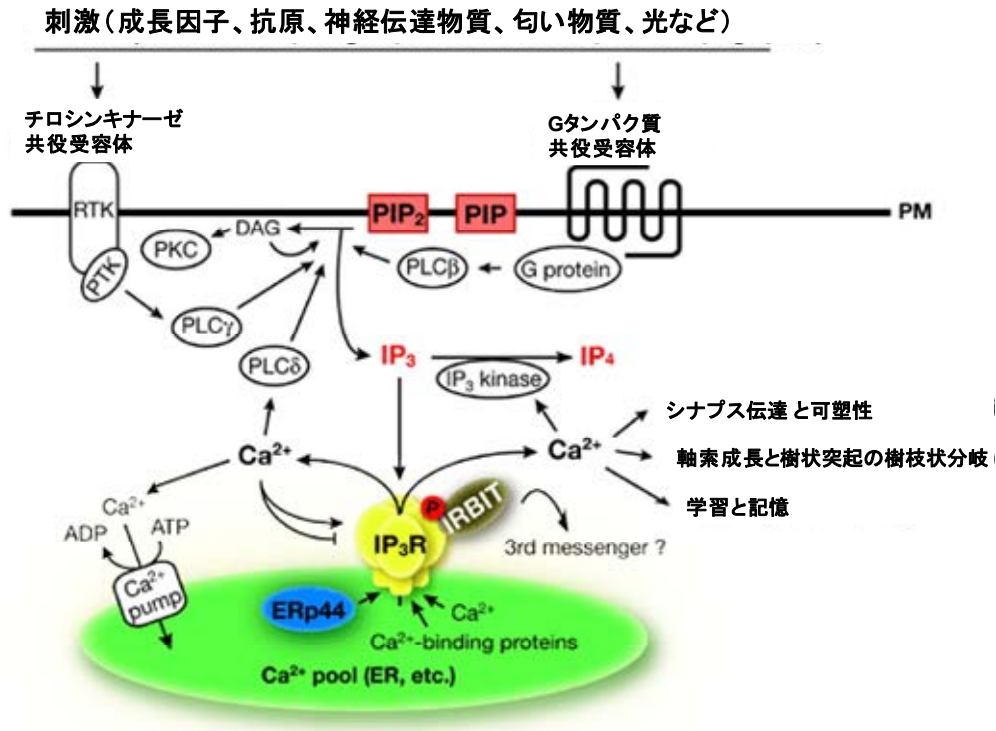 刺激（成長因子、抗原、神経伝達物質、匂い物質、光など）
チロシンキナーゼ
共役受容体
Gタンパク質
共役受容体
RTK
PIP₂
PIP
PM
DAG
PKC
PLCβ
G protein
PTK
PLCγ
PLCδ
IP₃
IP₄
IP₃ kinase
シナプス伝達と可塑性
Ca²⁺
Ca²⁺
軸索成長と樹状突起の樹枝状分岐
学習と記憶
Ca²⁺
ADP
ATP
P
IRBIT
IP₃R
3rd messenger ?
Ca²⁺
pump
ERp44
Ca²⁺
Ca²⁺-binding proteins
Ca²⁺ pool (ER, etc.)